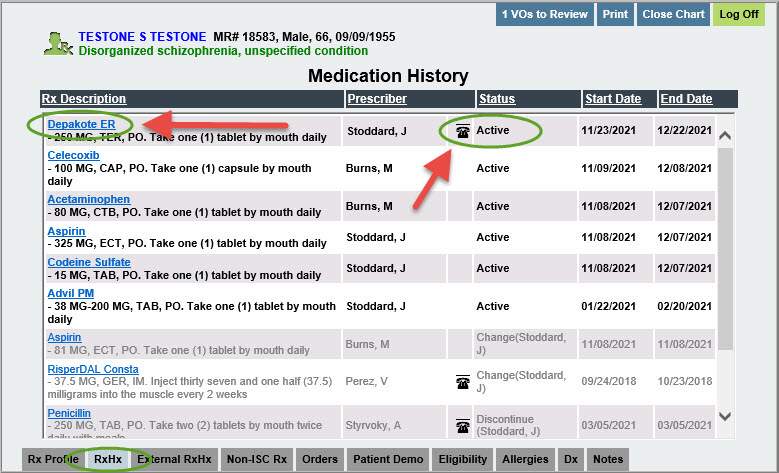 1 VOs to Review Print Close Chart Log Off
TESTONE S TESTONE MR# 18583, Male, 66, 09/09/1955
Disorganized schizophrenia, unspecified condition
Medication History
Rx Description Prescriber Status Start Date End Date
Depakote ER
- 250 MG, TER, PO. Take one (1) tablet by mouth daily Stoddard, J Active 11/23/2021 12/22/2021
Celecoxib
- 100 MG, CAP, PO. Take one (1) capsule by mouth daily Burns, M Active 11/09/2021 12/08/2021
Acetaminophen
- 80 MG, CTB, PO. Take one (1) tablet by mouth daily Burns, M Active 11/08/2021 12/07/2021
Aspirin
- 325 MG, ECT, PO. Take one (1) tablet by mouth daily Stoddard, J Active 11/08/2021 12/07/2021
Codeine Sulfate
- 15 MG, TAB, PO. Take one (1) tablet by mouth daily Stoddard, J Active 11/08/2021 12/07/2021
Advil PM
- 38 MG-200 MG, TAB, PO. Take one (1) tablet by mouth daily Stoddard, J Active 01/22/2021 02/20/2021
Aspirin
- 81 MG, ECT, PO. Take one (1) tablet by mouth daily Burns, M Change(Stoddard, J) 11/08/2021 11/08/2021
RisperDAL Consta
- 37.5 MG, GER, IM. Inject thirty seven and one half (37.5) milligrams into the muscle every 2 weeks Perez, V Change(Stoddard, J) 09/24/2018 10/23/2018
Penicillin
- 250 MG, TAB, PO. Take two (2) tablets by mouth twice daily with meals Styrvoky, A Discontinue (Stoddard, J) 03/05/2021 03/05/2021
Rx Profile RxHx External RxHx Non-ISC Rx Orders Patient Demo Eligibility Allergies Dx Notes